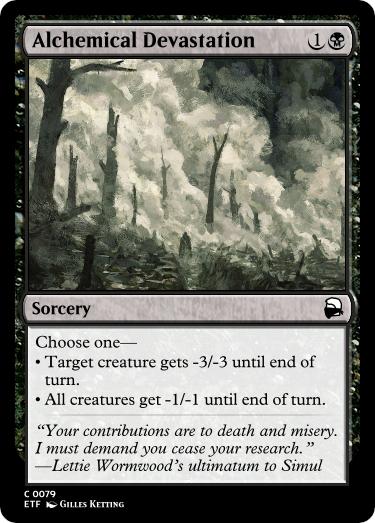 Alchemical Devastation 1
Sorcery
Choose one—
• Target creature gets -3/-3 until end of
turn.
• All creatures get -1/-1 until end of turn.
“Your contributions are to death and misery.
I must demand you cease your research.”
—Lettie Wormwood's ultimatum to Simul
C 0079
ETF Gilles Ketting